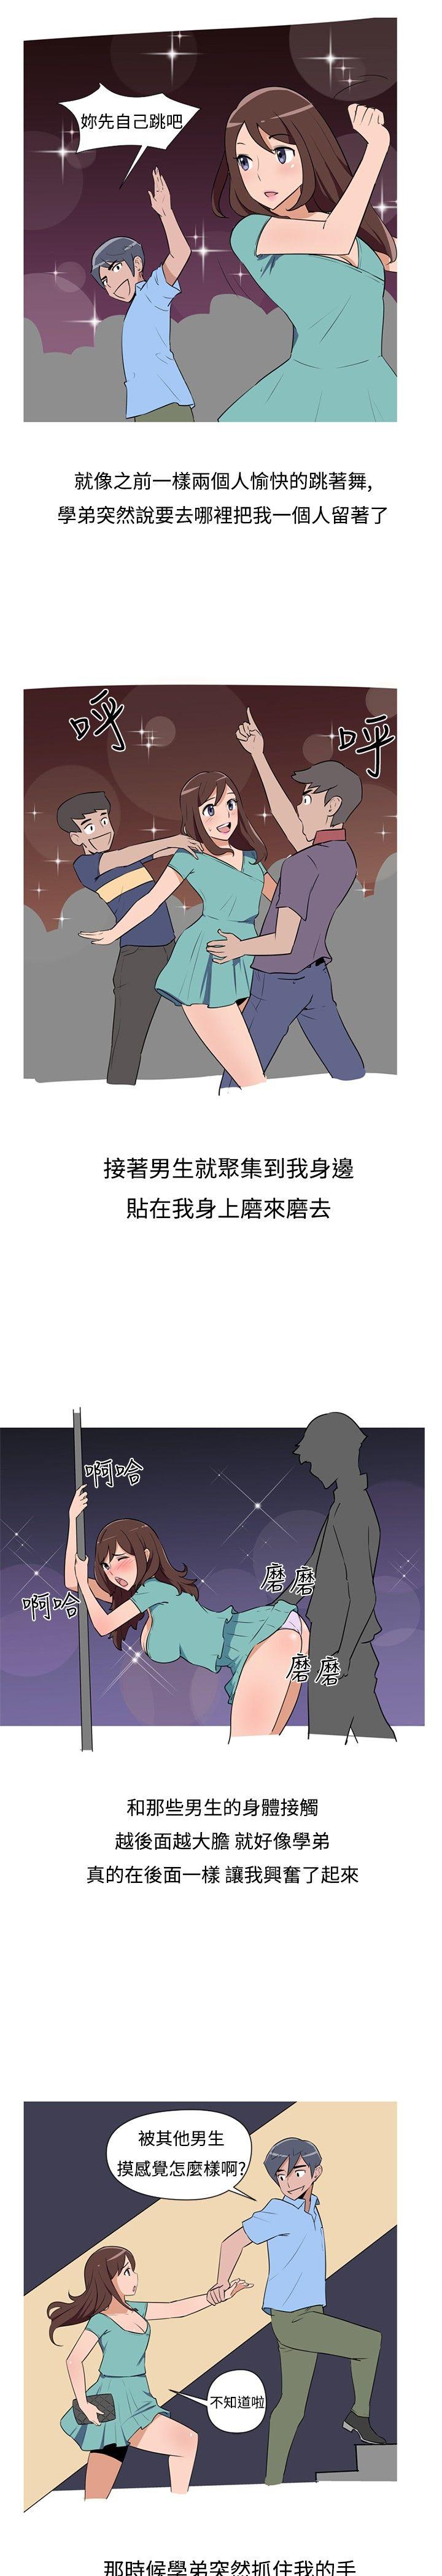 妳先自己跳吧
就像之前一樣兩個人愉快的跳著舞,
學弟突然說要去哪裡把我一個人留著了
呼
呼
接著男生就聚集到我身邊
貼在我身上磨來磨去
啊哈
啊哈
磨磨
磨磨
和那些男生的身體接觸
越後面越大膽 就好像學弟
真的在後面一樣 讓我興奮了起來
被其他男生
摸感覺怎麼樣啊?
不知道啦
那時候學弟突然抓住我的手